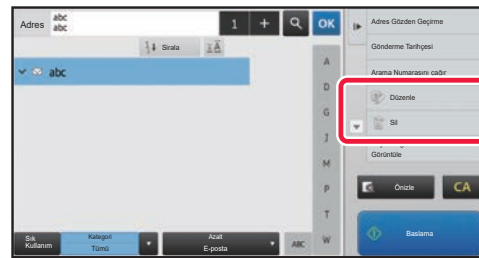 Adres
abc
abc
1
+
OK
Adres Gözden Geçirme
Sırala
Gönderme Tarihçesi
abc
Arama Numarasını çağır
Düzenle
Sil
Görüntüle
A
D
G
J
M
P
T
W
Önizle
CA
Sık
Kullanım
Kategori
Tümü
Azalt
E-posta
ABC
Baslama